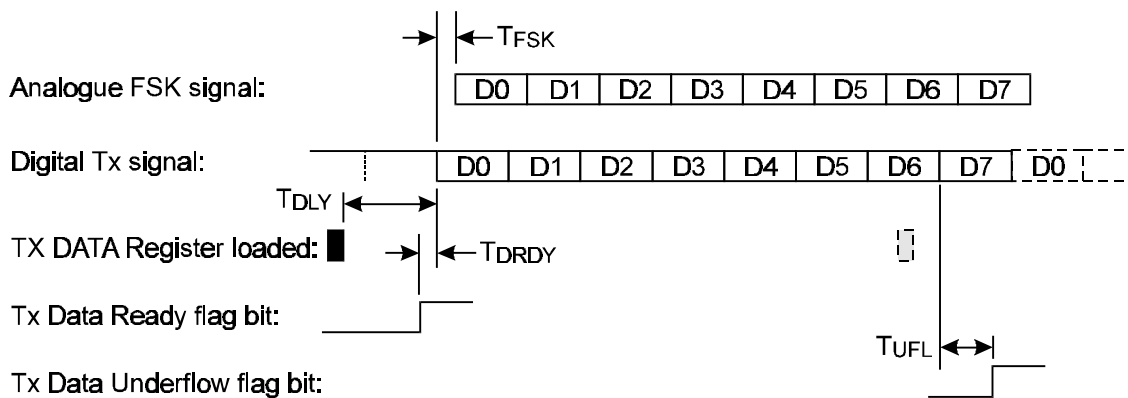 TFSK
Analogue FSK signal: D0 D1 D2 D3 D4 D5 D6 D7
Digital Tx signal: D0 D1 D2 D3 D4 D5 D6 D7 D0
TDLY
TX DATA Register loaded: TDRDY
Tx Data Ready flag bit:
TUFL
Tx Data Underflow flag bit: